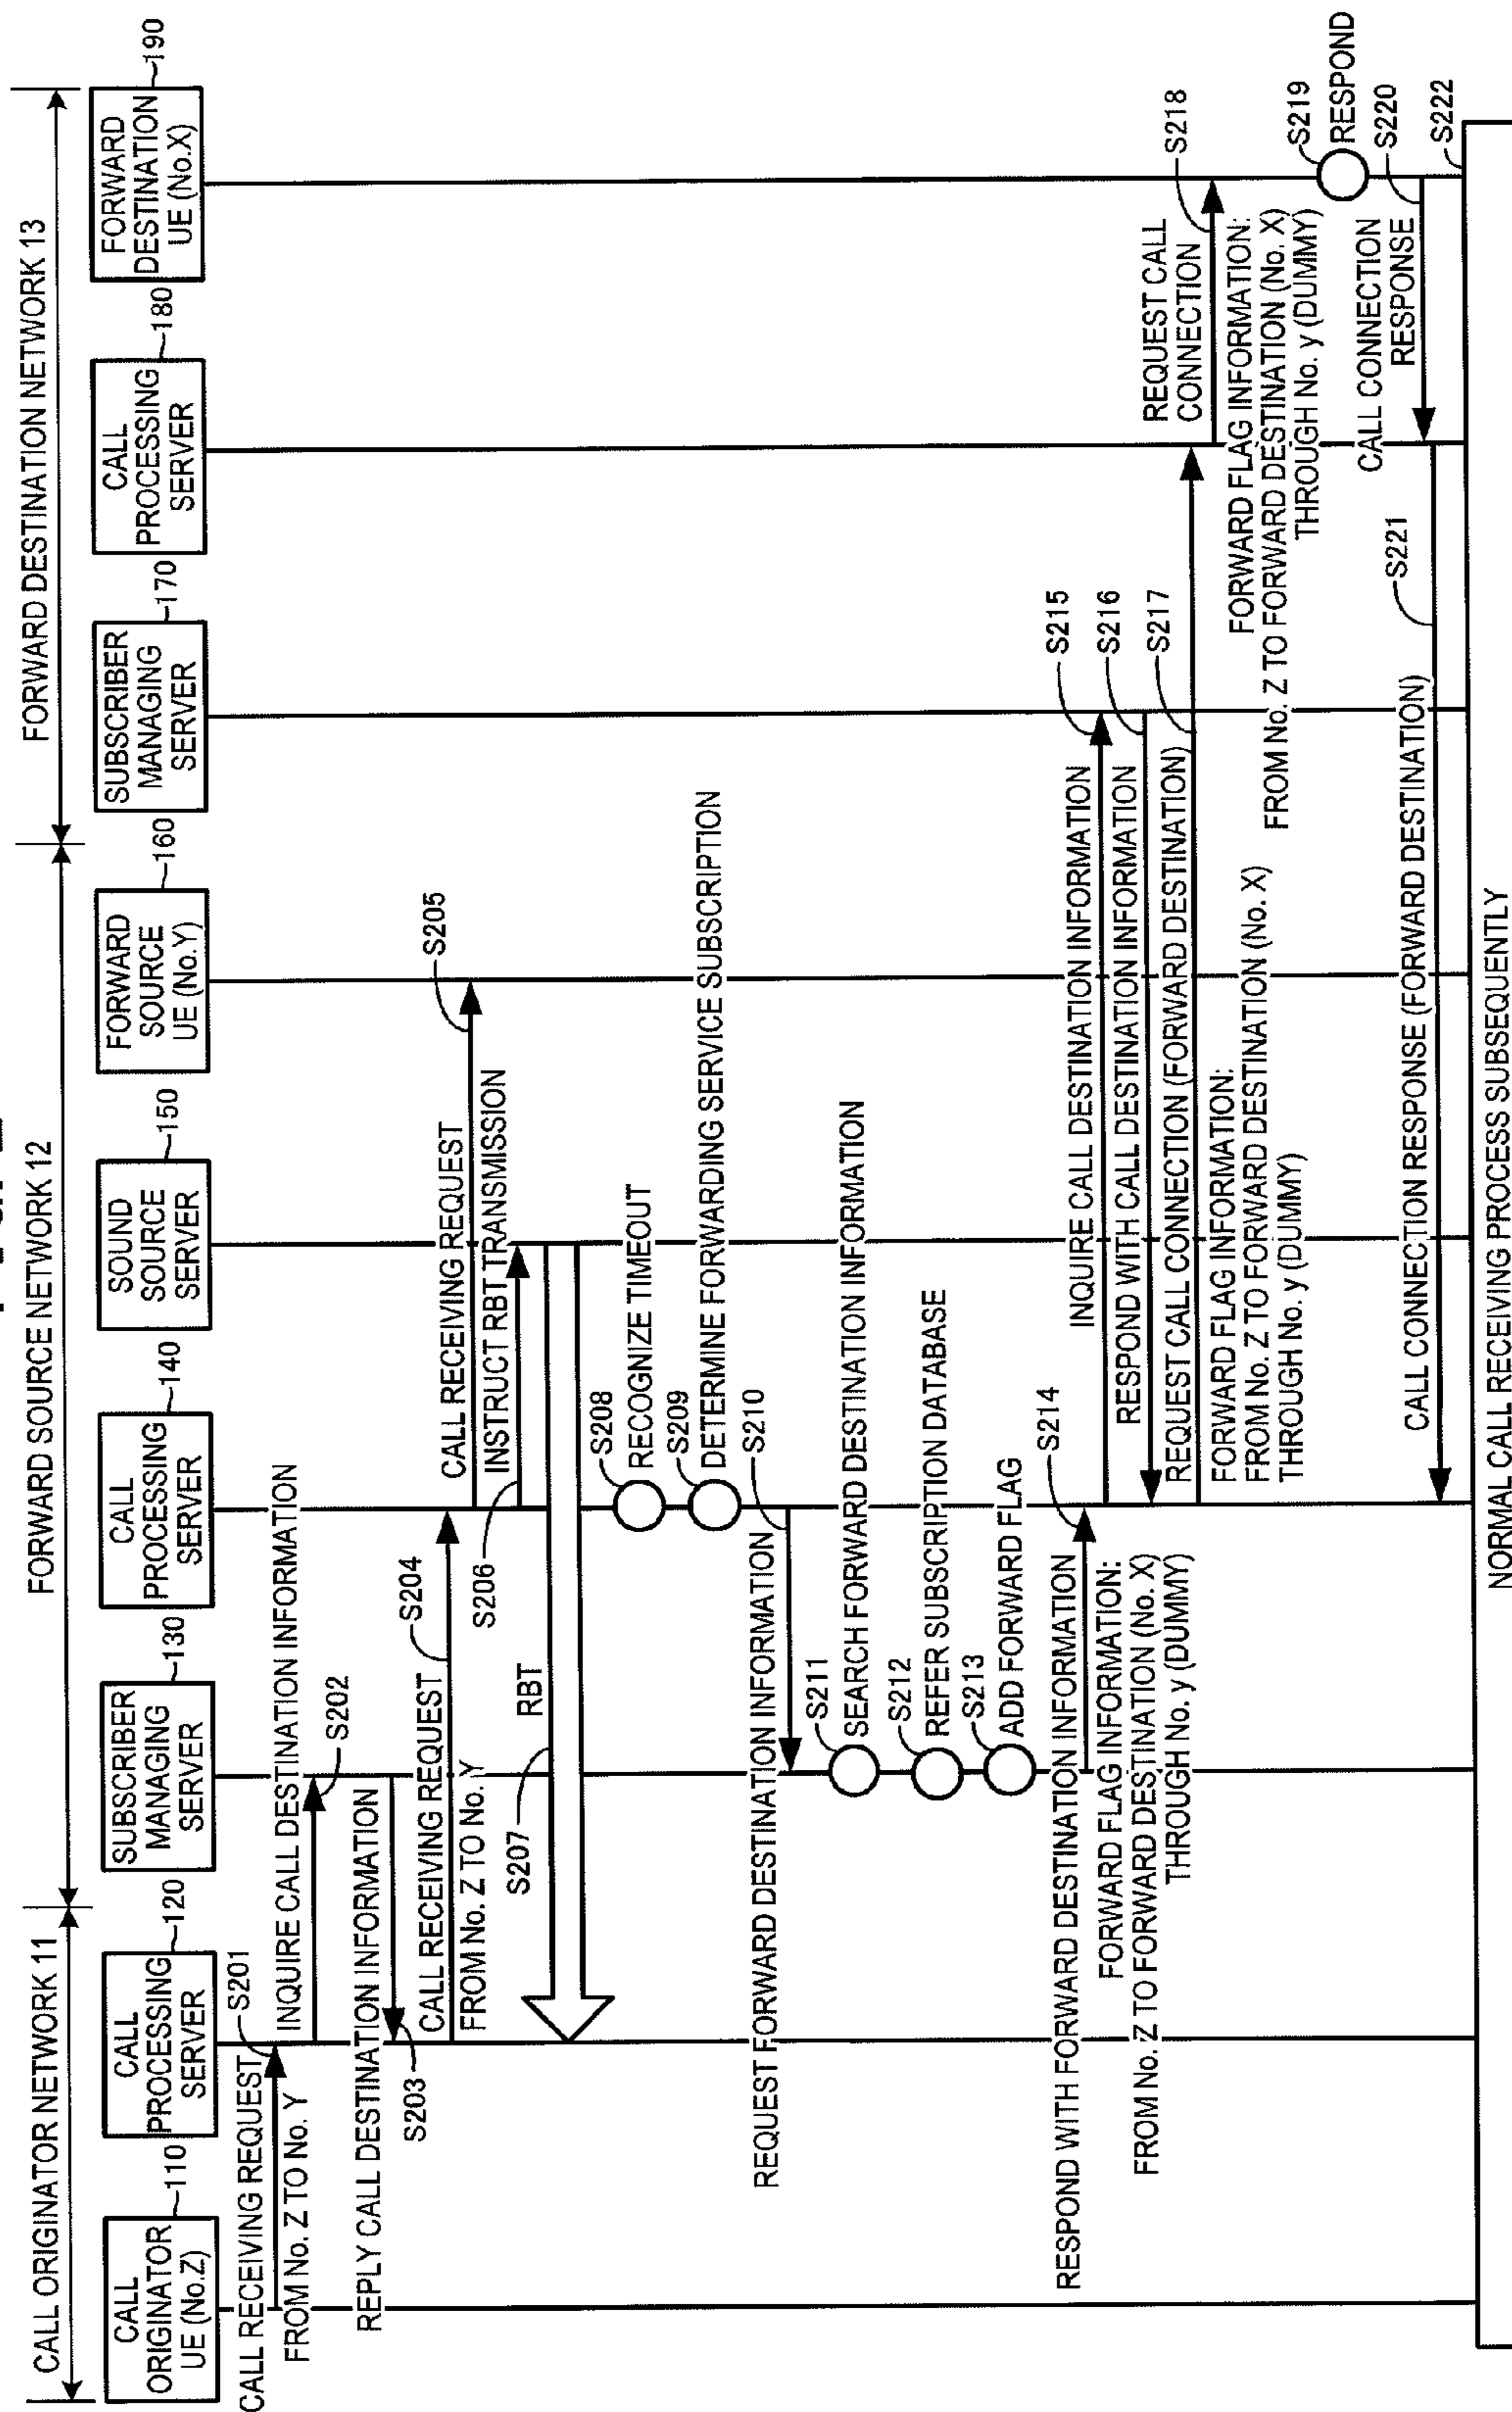 CALL ORIGINATOR NETWORK 11
FORWARD SOURCE NETWORK 12
FORWARD DESTINATION NETWORK 13
CALL
ORIGINATOR
UE (No.Z)
110
CALL
PROCESSING
SERVER
120
SUBSCRIBER
MANAGING
SERVER
130
CALL
PROCESSING
SERVER
140
SOUND
SOURCE
SERVER
150
FORWARD
SOURCE
UE (No.Y)
160
SUBSCRIBER
MANAGING
SERVER
170
CALL
PROCESSING
SERVER
180
FORWARD
DESTINATION
UE (No.X)
190
CALL RECEIVING REQUEST
S201
FROM No. Z TO No. Y
INQUIRE CALL DESTINATION INFORMATION
S202
REPLY CALL DESTINATION INFORMATION
S203
CALL RECEIVING REQUEST
S204
FROM No. Z TO No. Y
CALL RECEIVING REQUEST
S205
INSTRUCT RBT TRANSMISSION
S206
RBT
S207
S208
RECOGNIZE TIMEOUT
S209
DETERMINE FORWARDING SERVICE SUBSCRIPTION
REQUEST FORWARD DESTINATION INFORMATION
S210
S211
SEARCH FORWARD DESTINATION INFORMATION
S212
REFER SUBSCRIPTION DATABASE
S213
ADD FORWARD FLAG
RESPOND WITH FORWARD DESTINATION INFORMATION
S214
FORWARD FLAG INFORMATION:
FROM No. Z TO FORWARD DESTINATION (No. X)
THROUGH No. y (DUMMY)
INQUIRE CALL DESTINATION INFORMATION
S215
RESPOND WITH CALL DESTINATION INFORMATION
S216
REQUEST CALL CONNECTION (FORWARD DESTINATION)
S217
FORWARD FLAG INFORMATION:
FROM No. Z TO FORWARD DESTINATION (No. X)
THROUGH No. y (DUMMY)
REQUEST CALL
CONNECTION
S218
FORWARD FLAG INFORMATION:
FROM No. Z TO FORWARD DESTINATION (No. X)
THROUGH No. y (DUMMY)
S219
RESPOND
CALL CONNECTION
RESPONSE
S220
CALL CONNECTION RESPONSE (FORWARD DESTINATION)
S221
S222
NORMAL CALL RECEIVING PROCESS SUBSEQUENTLY